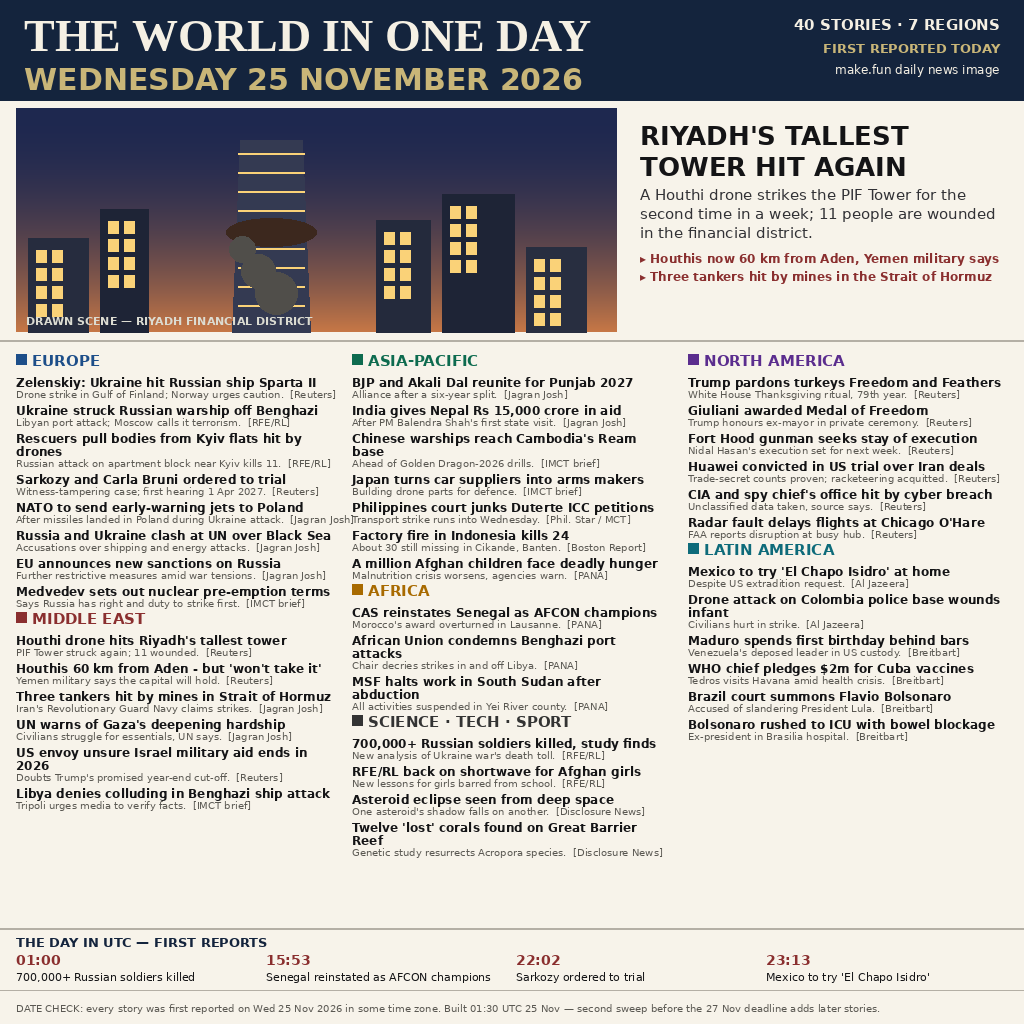 THE WORLD IN ONE DAY
WEDNESDAY 25 NOVEMBER 2026
40 STORIES · 7 REGIONS
FIRST REPORTED TODAY
make.fun daily news image
DRAWN SCENE — RIYADH FINANCIAL DISTRICT
RIYADH'S TALLEST
TOWER HIT AGAIN
A Houthi drone strikes the PIF Tower for the
second time in a week; 11 people are wounded
in the financial district.
▸ Houthis now 60 km from Aden, Yemen military says
▸ Three tankers hit by mines in the Strait of Hormuz
EUROPE
Zelenskiy: Ukraine hit Russian ship Sparta II
Drone strike in Gulf of Finland; Norway urges caution. [Reuters]
Ukraine struck Russian warship off Benghazi
Libyan port attack; Moscow calls it terrorism. [RFE/RL]
Rescuers pull bodies from Kyiv flats hit by
drones
Russian attack on apartment block near Kyiv kills 11. [RFE/RL]
Sarkozy and Carla Bruni ordered to trial
Witness-tampering case; first hearing 1 Apr 2027. [Reuters]
NATO to send early-warning jets to Poland
After missiles landed in Poland during Ukraine attack. [Jagran Josh]
Russia and Ukraine clash at UN over Black Sea
Accusations over shipping and energy attacks. [Jagran Josh]
EU announces new sanctions on Russia
Further restrictive measures amid war tensions. [Jagran Josh]
Medvedev sets out nuclear pre-emption terms
Says Russia has right and duty to strike first. [IMCT brief]
MIDDLE EAST
Houthi drone hits Riyadh's tallest tower
PIF Tower struck again; 11 wounded. [Reuters]
Houthis 60 km from Aden - but 'won't take it'
Yemen military says the capital will hold. [Reuters]
Three tankers hit by mines in Strait of Hormuz
Iran's Revolutionary Guard Navy claims strikes. [Jagran Josh]
UN warns of Gaza's deepening hardship
Civilians struggle for essentials, UN says. [Jagran Josh]
US envoy unsure Israel military aid ends in
2026
Doubts Trump's promised year-end cut-off. [Reuters]
Libya denies colluding in Benghazi ship attack
Tripoli urges media to verify facts. [IMCT brief]
ASIA-PACIFIC
BJP and Akali Dal reunite for Punjab 2027
Alliance after a six-year split. [Jagran Josh]
India gives Nepal Rs 15,000 crore in aid
After PM Balendra Shah's first state visit. [Jagran Josh]
Chinese warships reach Cambodia's Ream
base
Ahead of Golden Dragon-2026 drills. [IMCT brief]
Japan turns car suppliers into arms makers
Building drone parts for defence. [IMCT brief]
Philippines court junks Duterte ICC petitions
Transport strike runs into Wednesday. [Phil. Star / MCT]
Factory fire in Indonesia kills 24
About 30 still missing in Cikande, Banten. [Boston Report]
A million Afghan children face deadly hunger
Malnutrition crisis worsens, agencies warn. [PANA]
AFRICA
CAS reinstates Senegal as AFCON champions
Morocco's award overturned in Lausanne. [PANA]
African Union condemns Benghazi port
attacks
Chair decries strikes in and off Libya. [PANA]
MSF halts work in South Sudan after
abduction
All activities suspended in Yei River county. [PANA]
SCIENCE · TECH · SPORT
700,000+ Russian soldiers killed, study finds
New analysis of Ukraine war's death toll. [RFE/RL]
RFE/RL back on shortwave for Afghan girls
New lessons for girls barred from school. [RFE/RL]
Asteroid eclipse seen from deep space
One asteroid's shadow falls on another. [Disclosure News]
Twelve 'lost' corals found on Great Barrier
Reef
Genetic study resurrects Acropora species. [Disclosure News]
NORTH AMERICA
Trump pardons turkeys Freedom and Feathers
White House Thanksgiving ritual, 79th year. [Reuters]
Giuliani awarded Medal of Freedom
Trump honours ex-mayor in private ceremony. [Reuters]
Fort Hood gunman seeks stay of execution
Nidal Hasan's execution set for next week. [Reuters]
Huawei convicted in US trial over Iran deals
Trade-secret counts proven; racketeering acquitted. [Reuters]
CIA and spy chief's office hit by cyber breach
Unclassified data taken, source says. [Reuters]
Radar fault delays flights at Chicago O'Hare
FAA reports disruption at busy hub. [Reuters]
LATIN AMERICA
Mexico to try 'El Chapo Isidro' at home
Despite US extradition request. [Al Jazeera]
Drone attack on Colombia police base wounds
infant
Civilians hurt in strike. [Al Jazeera]
Maduro spends first birthday behind bars
Venezuela's deposed leader in US custody. [Breitbart]
WHO chief pledges $2m for Cuba vaccines
Tedros visits Havana amid health crisis. [Breitbart]
Brazil court summons Flavio Bolsonaro
Accused of slandering President Lula. [Breitbart]
Bolsonaro rushed to ICU with bowel blockage
Ex-president in Brasilia hospital. [Breitbart]
THE DAY IN UTC — FIRST REPORTS
01:00
700,000+ Russian soldiers killed
15:53
Senegal reinstated as AFCON champions
22:02
Sarkozy ordered to trial
23:13
Mexico to try 'El Chapo Isidro'
DATE CHECK: every story was first reported on Wed 25 Nov 2026 in some time zone. Built 01:30 UTC 25 Nov — second sweep before the 27 Nov deadline adds later stories.